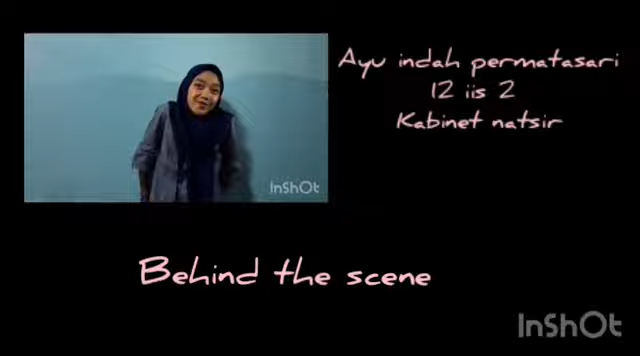 Ayu indah permatasari
12 iis 2
Kabinet natsir
InShOt
Behind the scene
InShOt